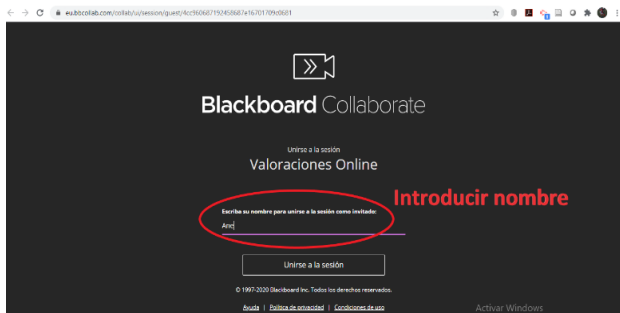 eu.bbcollab.com/collab/ui/session/guest/4cc960687192458687e16701709d0681
Blackboard Collaborate
Unirse a la sesión
Valoraciones Online
Introducir nombre
Escriba su nombre para unirse a la sesión como invitado:
Ane
Unirse a la sesión
© 1997-2020 Blackboard Inc. Todos los derechos reservados.
Ayuda | Política de privacidad | Condiciones de uso
Activar Windows